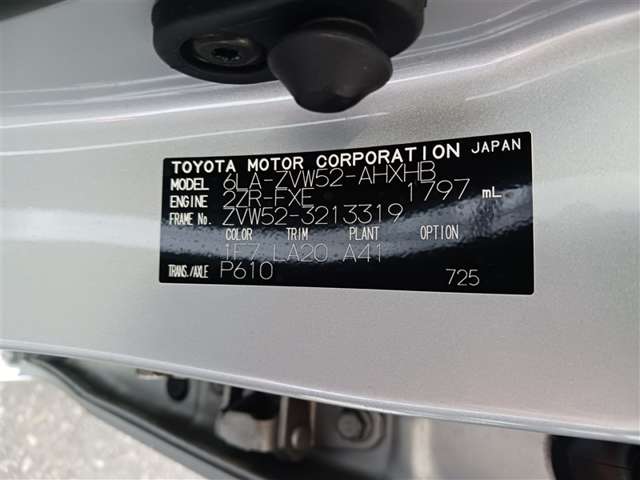 TOYOTA MOTOR CORPORATION JAPAN
MODEL 6LA-ZVW52-AHXHB
ENGINE 2ZR-FXE 1797 mL
FRAME No. ZVW52-3213319
COLOR TRIM PLANT OPTION
1F7 LA20 A41
TRANS./AXLE P610 725